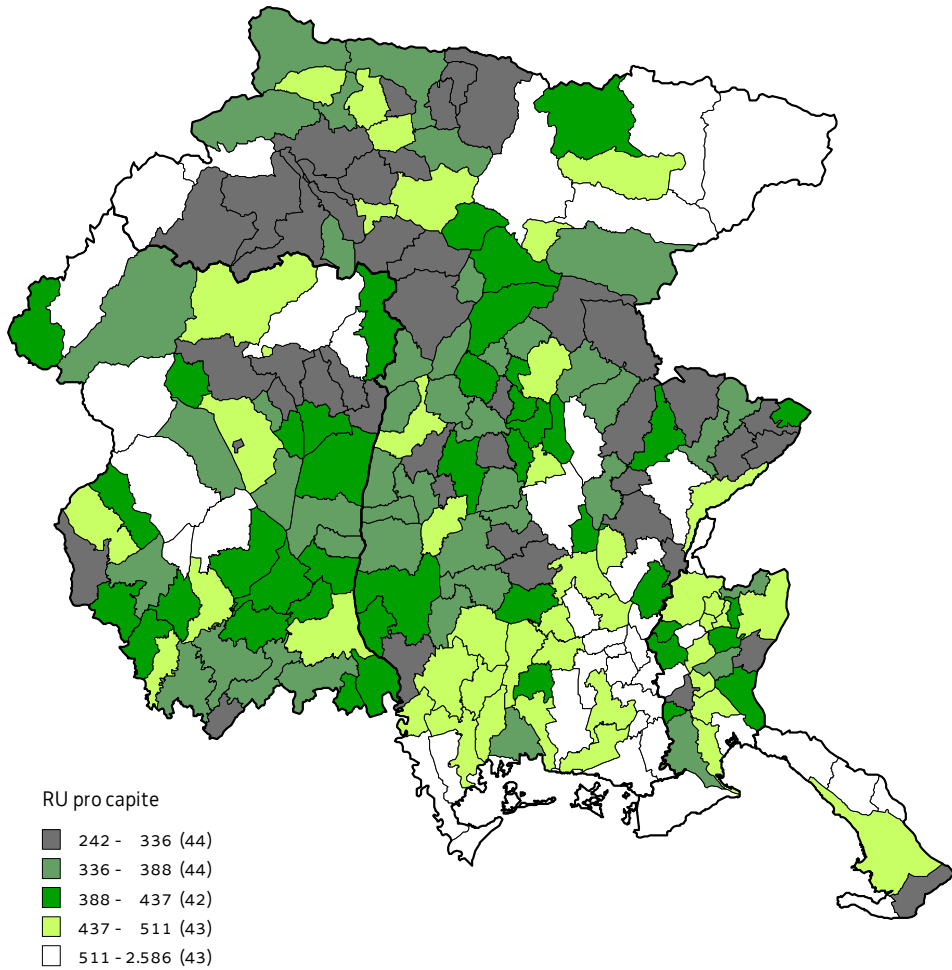 RU pro capite
242 - 336 (44)
336 - 388 (44)
388 - 437 (42)
437 - 511 (43)
511 - 2.586 (43)